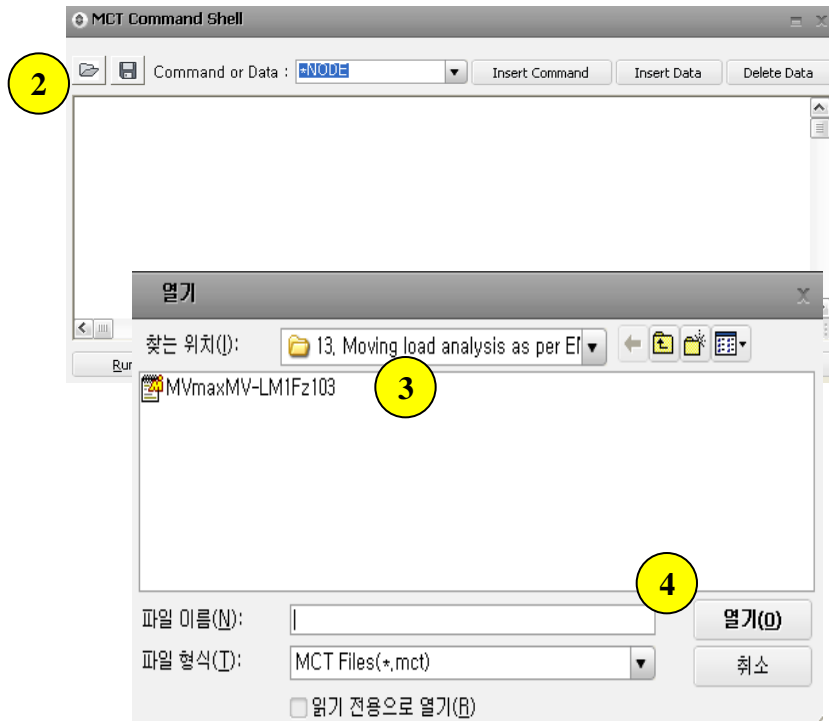 MCT Command Shell
2
Command or Data : *NODE Insert Command Insert Data Delete Data
열기
찾는 위치(I): 13, Moving load analysis as per
Run
MVmaxMV-LM1Fz103
3
4
파일 이름(N): 열기(O)
파일 형식(T): MCT Files(*.mct) 취소
읽기 전용으로 열기(R)